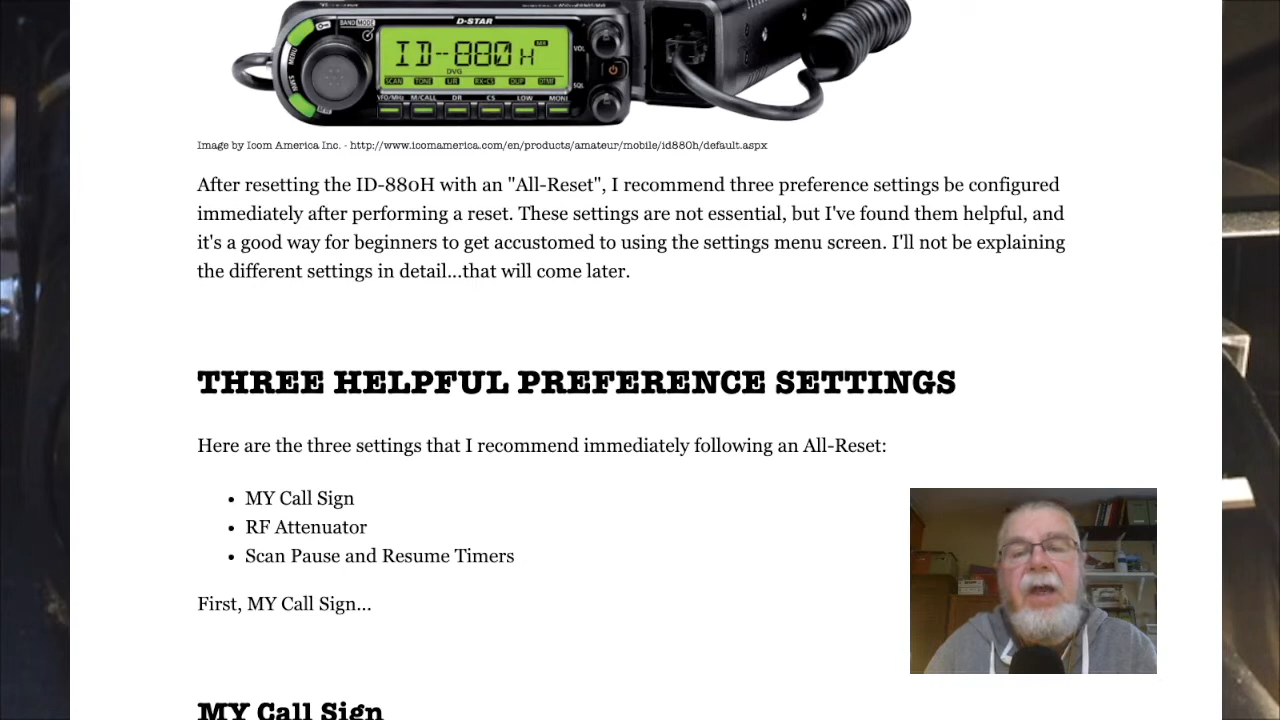 D-STAR
BAND MODE
MENU
S.MW
ID-880H
MR
VOL
DVG
SCAN TONE L/R RX→CS DUP DTMF
SQL
VFO/MHz M/CALL DR CS LOW MONI
Image by Icom America Inc. - http://www.icomamerica.com/en/products/amateur/mobile/id880h/default.aspx
After resetting the ID-880H with an "All-Reset", I recommend three preference settings be configured
immediately after performing a reset. These settings are not essential, but I've found them helpful, and
it's a good way for beginners to get accustomed to using the settings menu screen. I'll not be explaining
the different settings in detail...that will come later.
THREE HELPFUL PREFERENCE SETTINGS
Here are the three settings that I recommend immediately following an All-Reset:
• MY Call Sign
• RF Attenuator
• Scan Pause and Resume Timers
First, MY Call Sign...
MY Call Sign